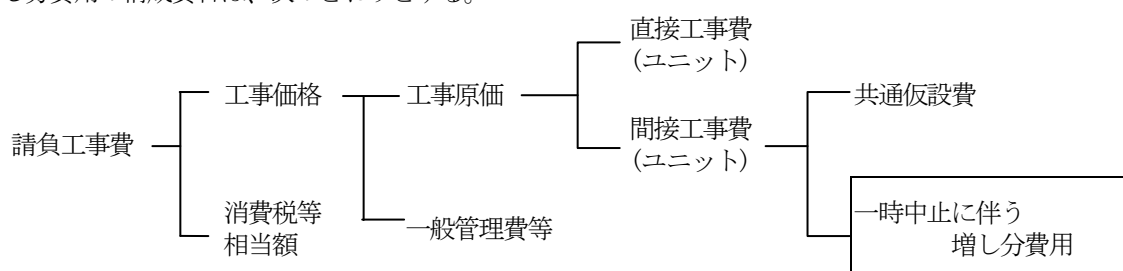 直接工事費
(ユニット)
工事価格
工事原価
共通仮設費
請負工事費
間接工事費
(ユニット)
消費税等
相当額
一般管理費等
一時中止に伴う
増し分費用